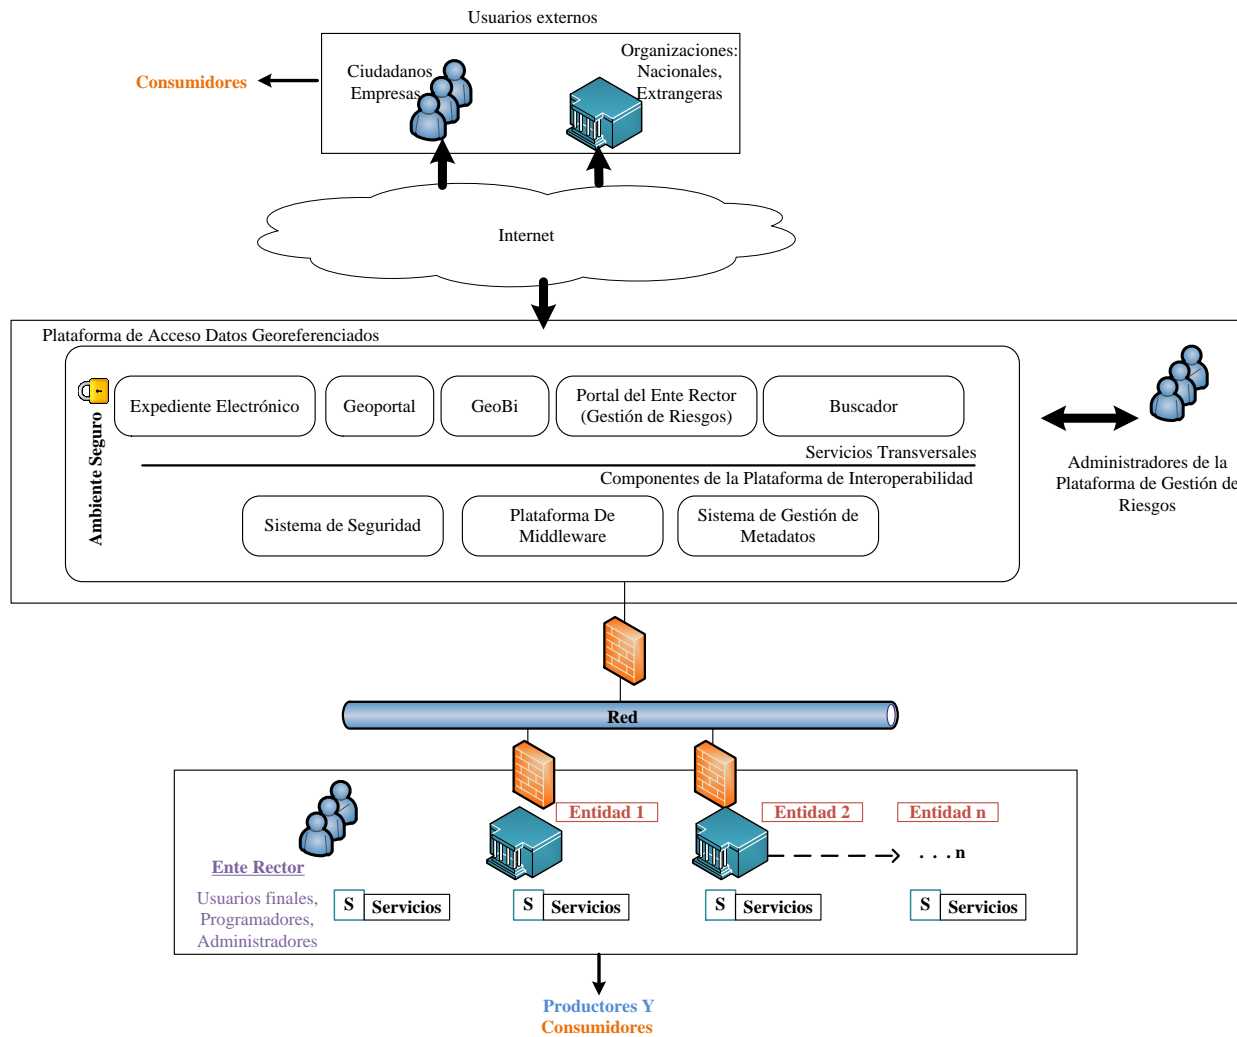 Usuarios externos
Consumidores
Ciudadanos
Empresas
Organizaciones:
Nacionales,
Extrangeras
Internet
Plataforma de Acceso Datos Georeferenciados
Ambiente Seguro
Expediente Electrónico
Geoportal
GeoBi
Portal del Ente Rector
(Gestión de Riesgos)
Buscador
Servicios Transversales
Componentes de la Plataforma de Interoperabilidad
Sistema de Seguridad
Plataforma De
Middleware
Sistema de Gestión de
Metadatos
Administradores de la
Plataforma de Gestión de
Riesgos
Red
Entidad 1
Entidad 2
Entidad n
. . . n
Ente Rector
Usuarios finales,
Programadores,
Administradores
S Servicios
S Servicios
S Servicios
S Servicios
Productores Y
Consumidores